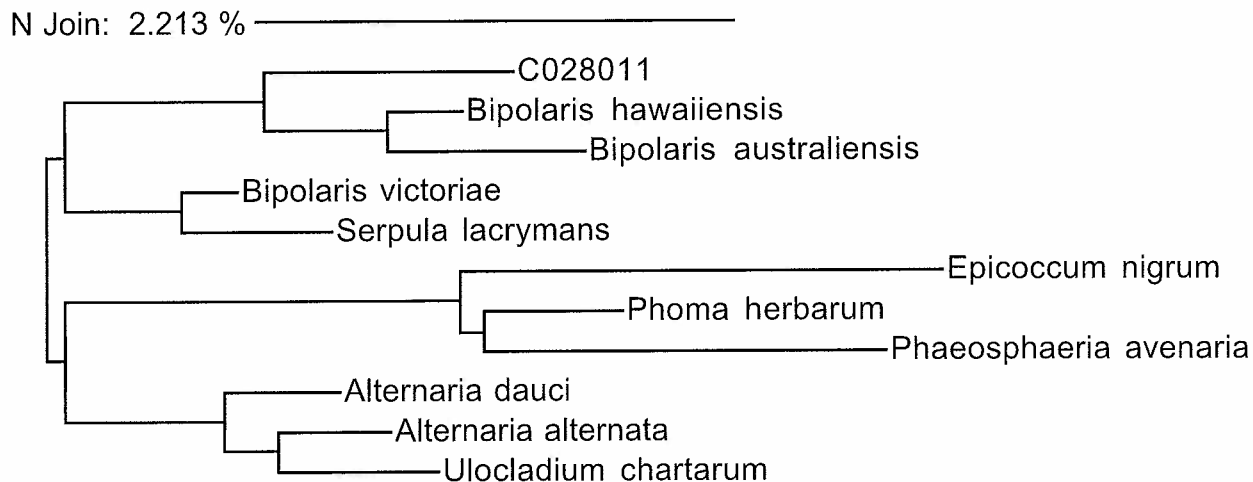 N Join: 2.213 %
C028011
Bipolaris hawaiiensis
Bipolaris australiensis
Bipolaris victoriae
Serpula lacrymans
Epicoccum nigrum
Phoma herbarum
Phaeosphaeria avenaria
Alternaria dauci
Alternaria alternata
Ulocladium chartarum